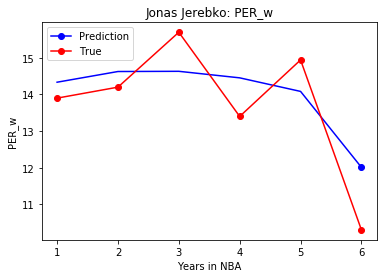 Jonas Jerebko: PER_w
Prediction
True
15
14
13
12
11
PER_w
1 2 3 4 5 6
Years in NBA